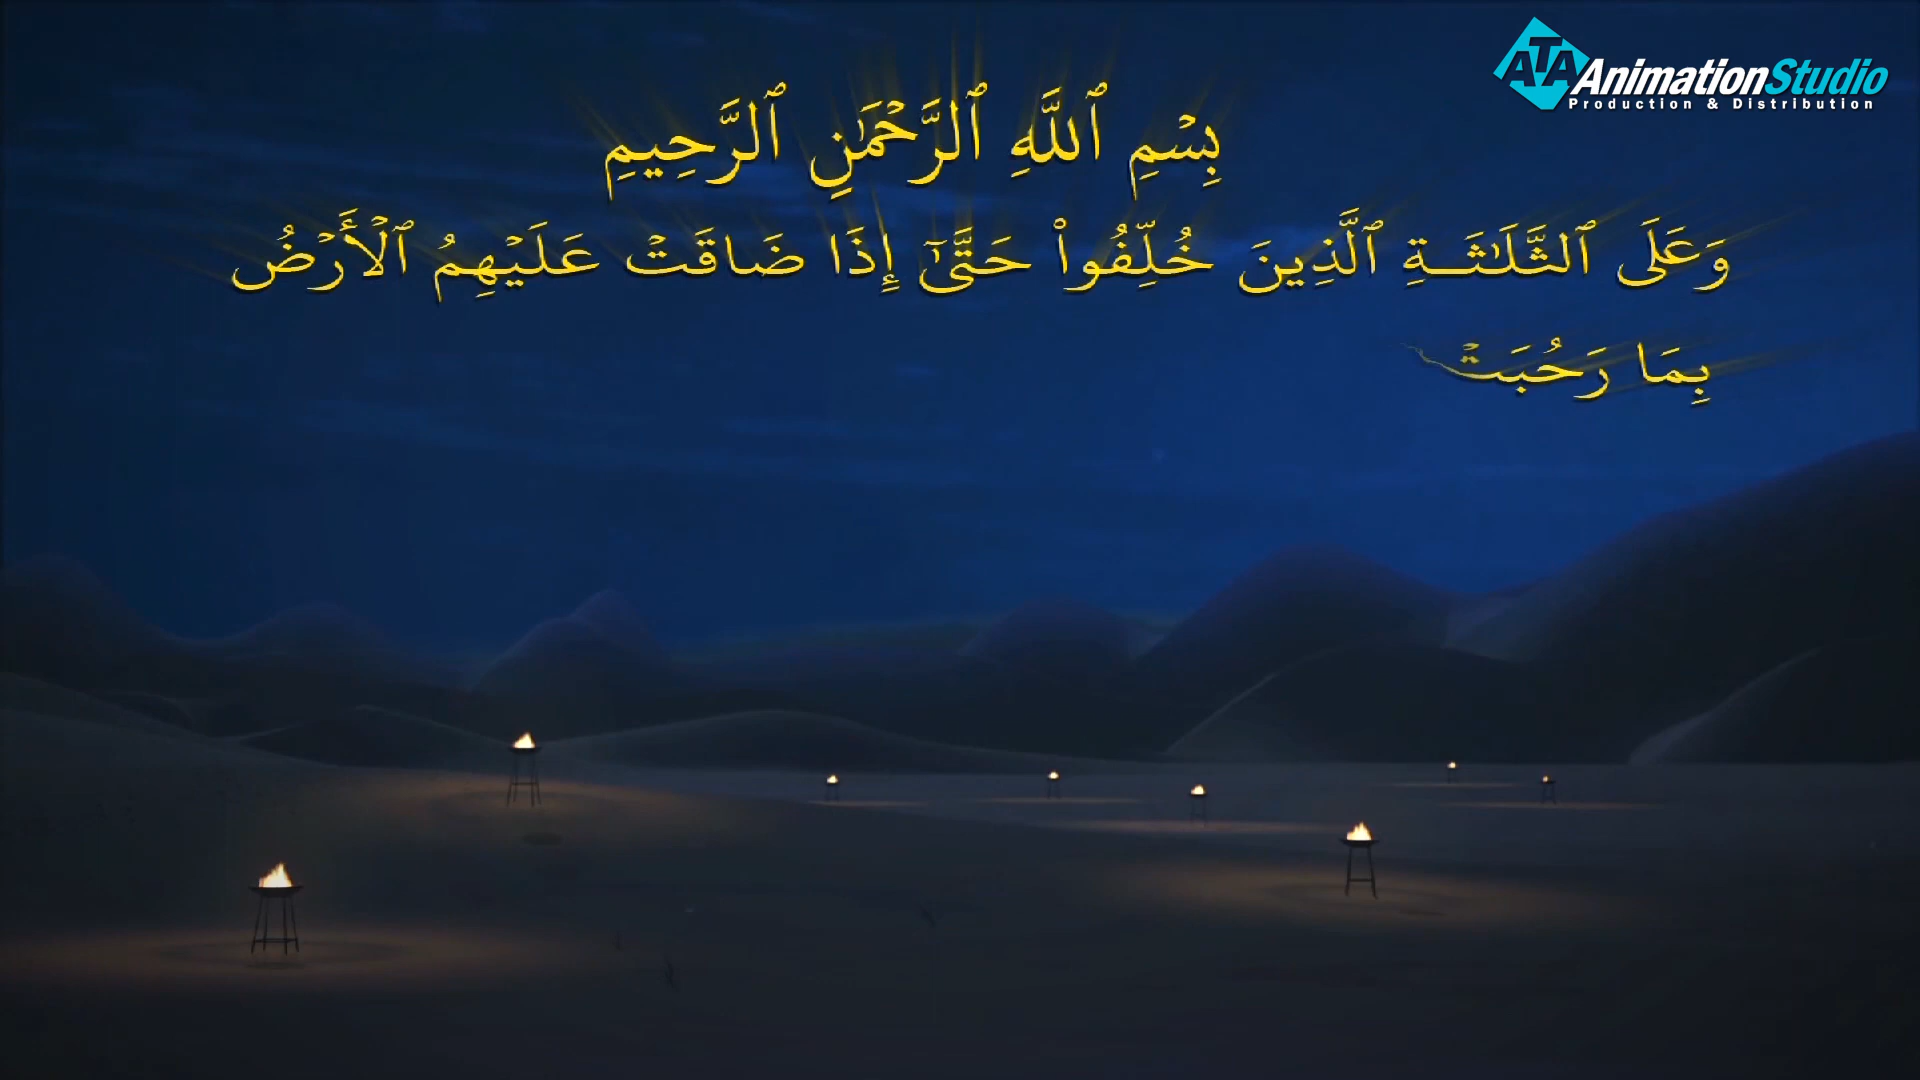 ATA AnimationStudio
Production & Distribution
بِسْمِ ٱللَّهِ ٱلرَّحْمَٰنِ ٱلرَّحِيمِ
وَعَلَى ٱلثَّلَـٰثَةِ ٱلَّذِينَ خُلِّفُوا۟ حَتَّىٰٓ إِذَا ضَاقَتْ عَلَيْهِمُ ٱلْأَرْضُ
بِمَا رَحُبَتْ